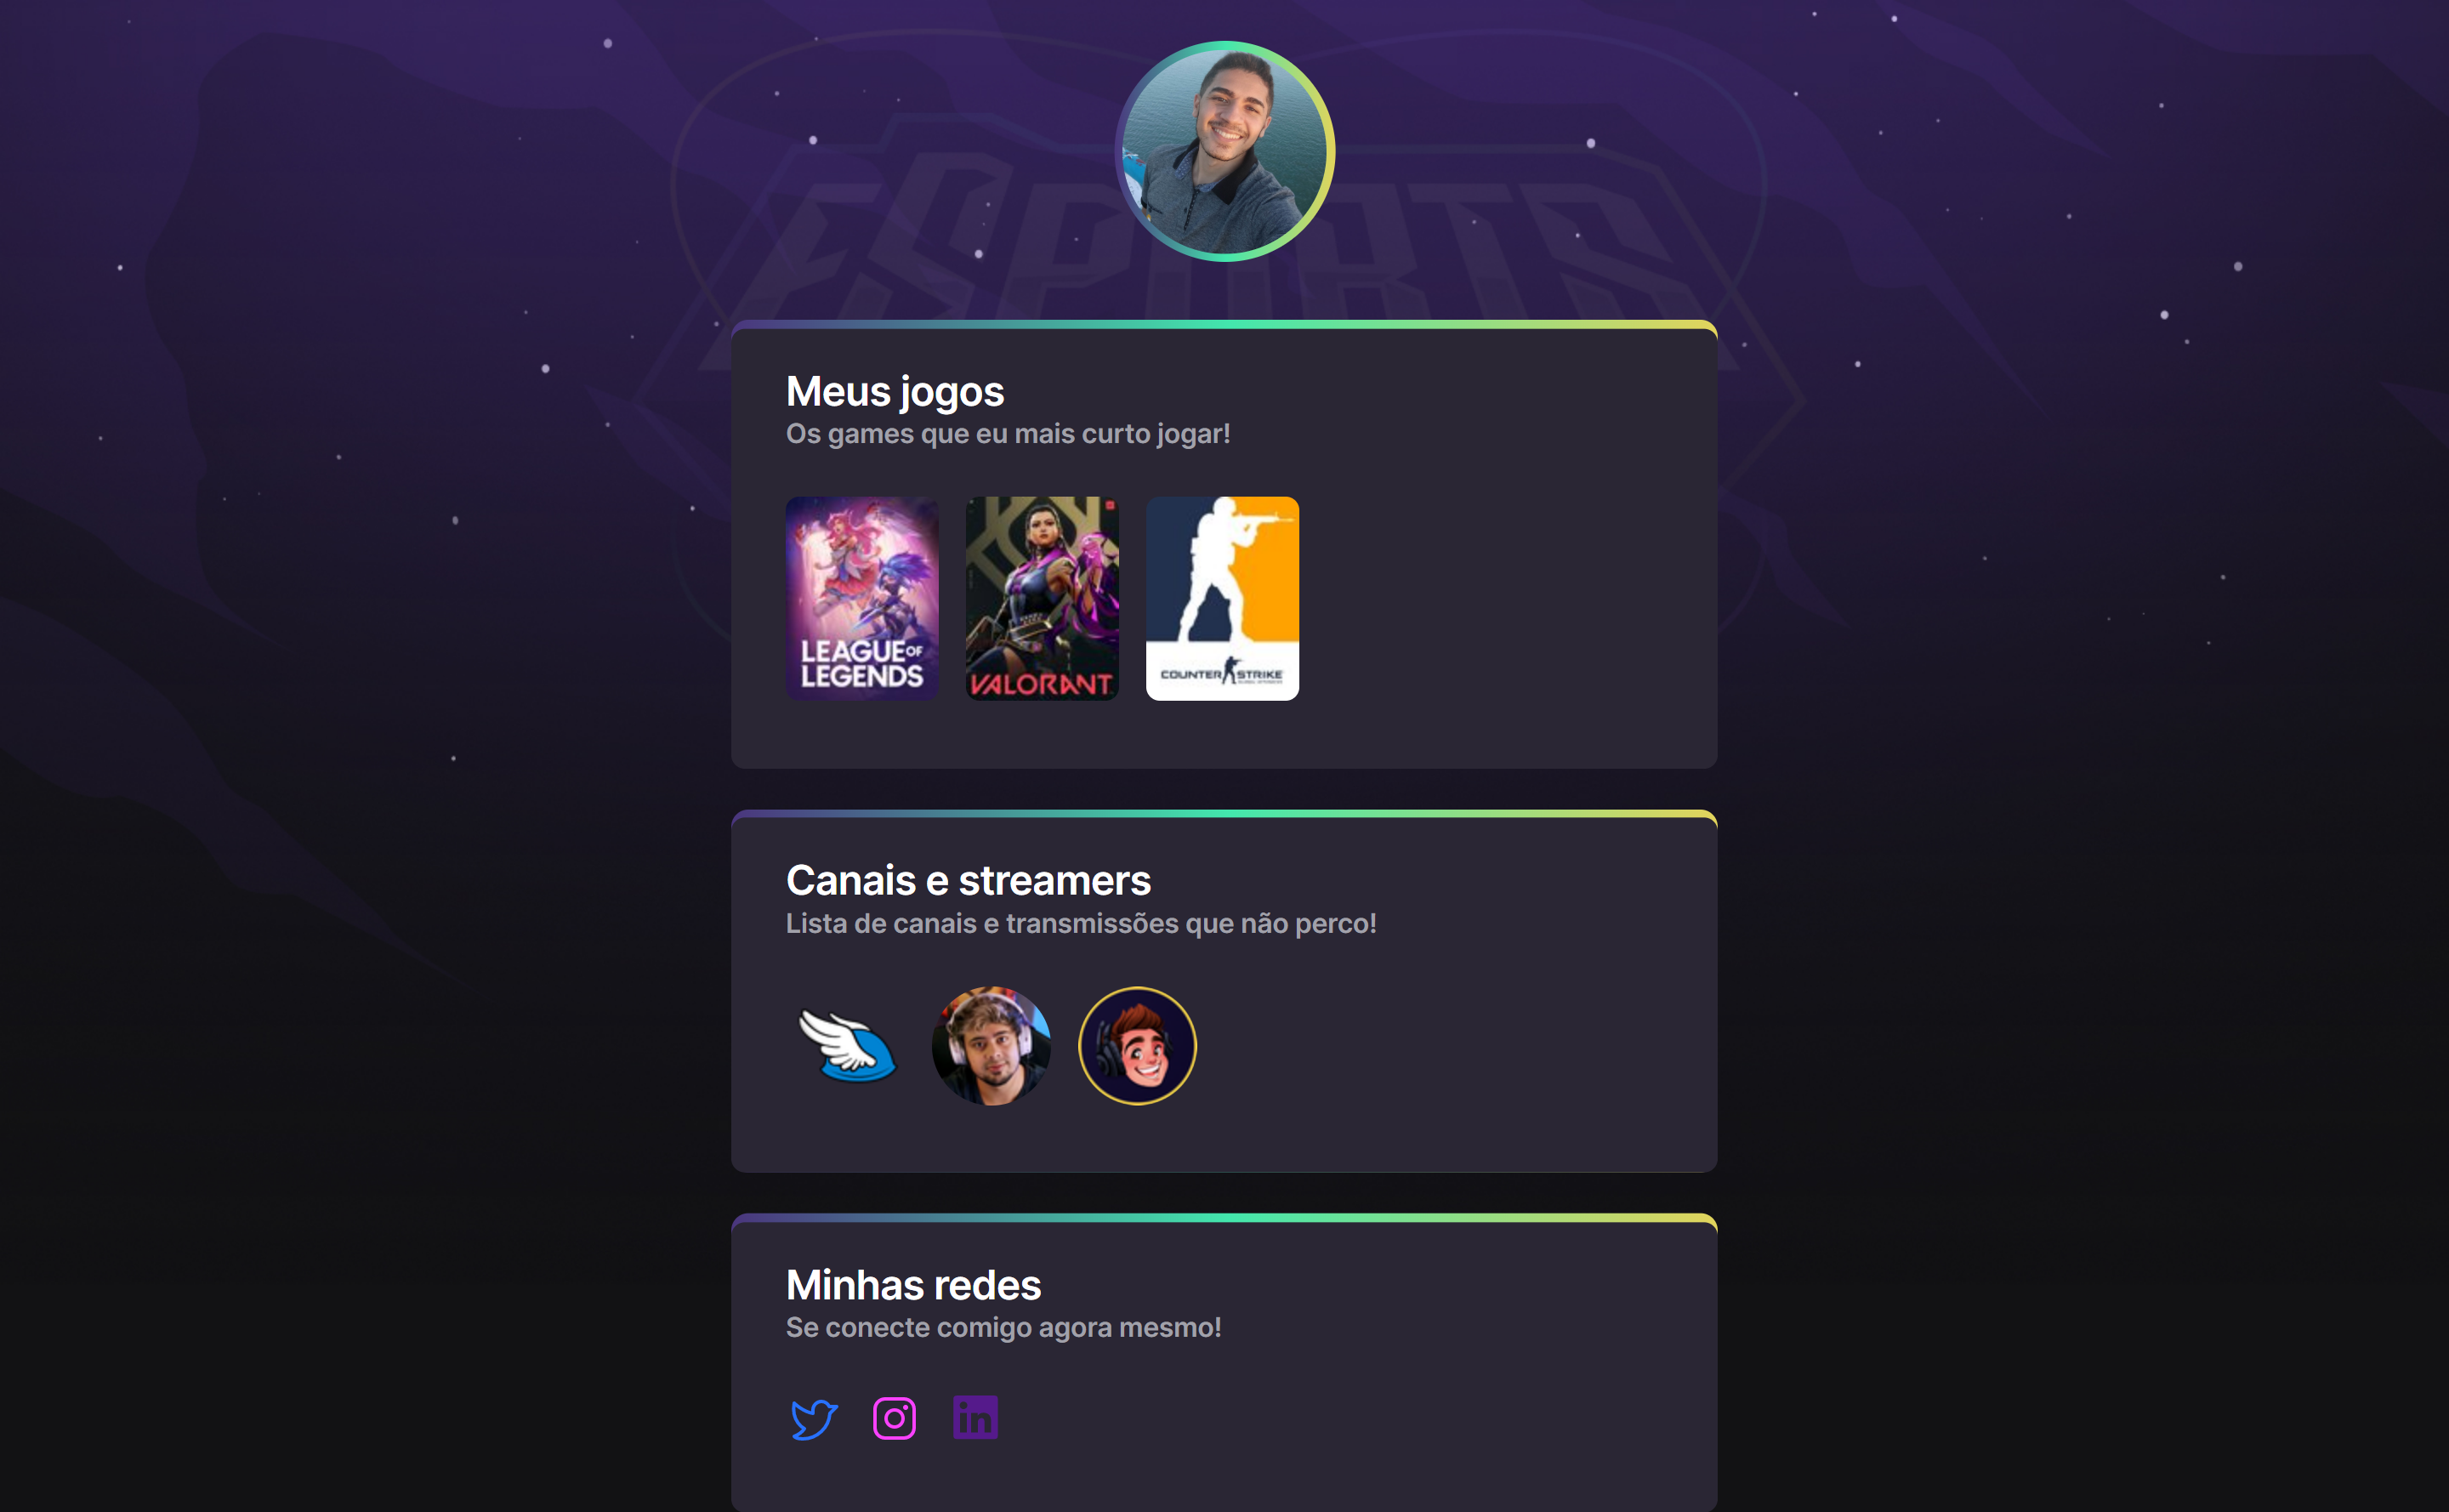 ESPORTS
Meus jogos
Os games que eu mais curto jogar!
LEAGUE OF
LEGENDS
VALORANT
COUNTER STRIKE
Canais e streamers
Lista de canais e transmissões que não perco!
Minhas redes
Se conecte comigo agora mesmo!
in